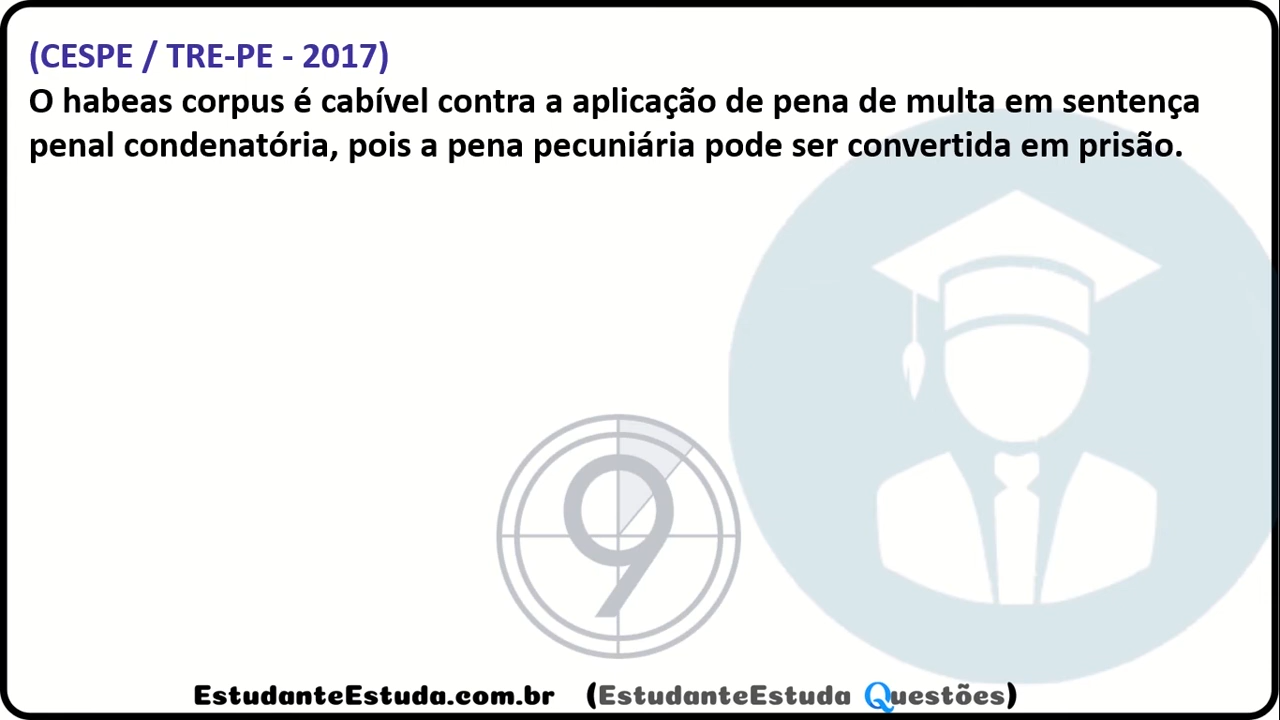 (CESPE / TRE-PE - 2017)
O habeas corpus é cabível contra a aplicação de pena de multa em sentença
penal condenatória, pois a pena pecuniária pode ser convertida em prisão.
9
EstudanteEstuda.com.br (EstudanteEstuda Questões)